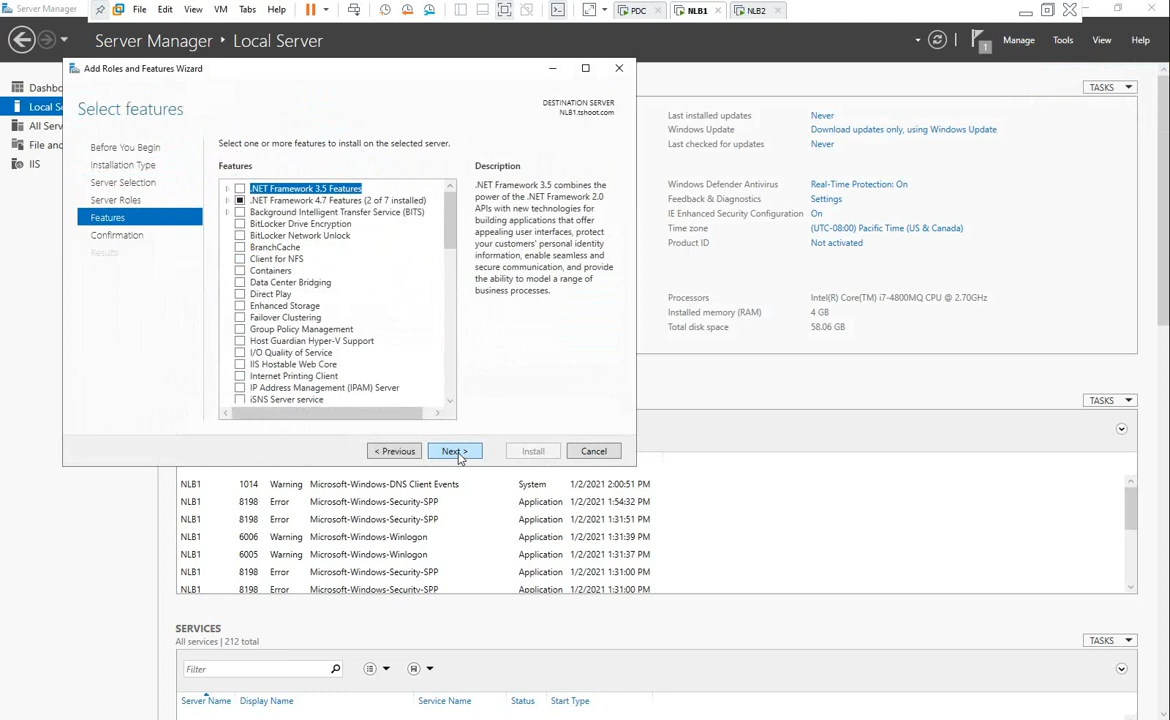 Server Manager
File Edit View VM Tabs Help
PDC NLB1 NLB2
Server Manager Local Server
1 Manage Tools View Help
Dashbo
Local Se
All Serv
File and
IIS
Add Roles and Features Wizard
Select features
DESTINATION SERVER
NLB1.tshoot.com
Before You Begin
Installation Type
Server Selection
Server Roles
Features
Confirmation
Results
Select one or more features to install on the selected server.
Features
.NET Framework 3.5 Features
.NET Framework 4.7 Features (2 of 7 installed)
Background Intelligent Transfer Service (BITS)
BitLocker Drive Encryption
BitLocker Network Unlock
BranchCache
Client for NFS
Containers
Data Center Bridging
Direct Play
Enhanced Storage
Failover Clustering
Group Policy Management
Host Guardian Hyper-V Support
I/O Quality of Service
IIS Hostable Web Core
Internet Printing Client
IP Address Management (IPAM) Server
iSNS Server service
Description
.NET Framework 3.5 combines the
power of the .NET Framework 2.0
APIs with new technologies for
building applications that offer
appealing user interfaces, protect
your customers' personal identity
information, enable seamless and
secure communication, and provide
the ability to model a range of
business processes.
< Previous Next > Install Cancel
TASKS
Last installed updates Never
Windows Update Download updates only, using Windows Update
Last checked for updates Never
Windows Defender Antivirus Real-Time Protection: On
Feedback & Diagnostics Settings
IE Enhanced Security Configuration On
Time zone (UTC-08:00) Pacific Time (US & Canada)
Product ID Not activated
Processors Intel(R) Core(TM) i7-4800MQ CPU @ 2.70GHz
Installed memory (RAM) 4 GB
Total disk space 58.06 GB
TASKS
NLB1 1014 Warning Microsoft-Windows-DNS Client Events System 1/2/2021 2:00:51 PM
NLB1 8198 Error Microsoft-Windows-Security-SPP Application 1/2/2021 1:54:32 PM
NLB1 8198 Error Microsoft-Windows-Security-SPP Application 1/2/2021 1:31:51 PM
NLB1 6006 Warning Microsoft-Windows-Winlogon Application 1/2/2021 1:31:39 PM
NLB1 6005 Warning Microsoft-Windows-Winlogon Application 1/2/2021 1:31:37 PM
NLB1 8198 Error Microsoft-Windows-Security-SPP Application 1/2/2021 1:31:00 PM
NLB1 8198 Error Microsoft-Windows-Security-SPP Application 1/2/2021 1:31:00 PM
SERVICES
All services | 212 total
TASKS
Filter
Server Name Display Name Service Name Status Start Type